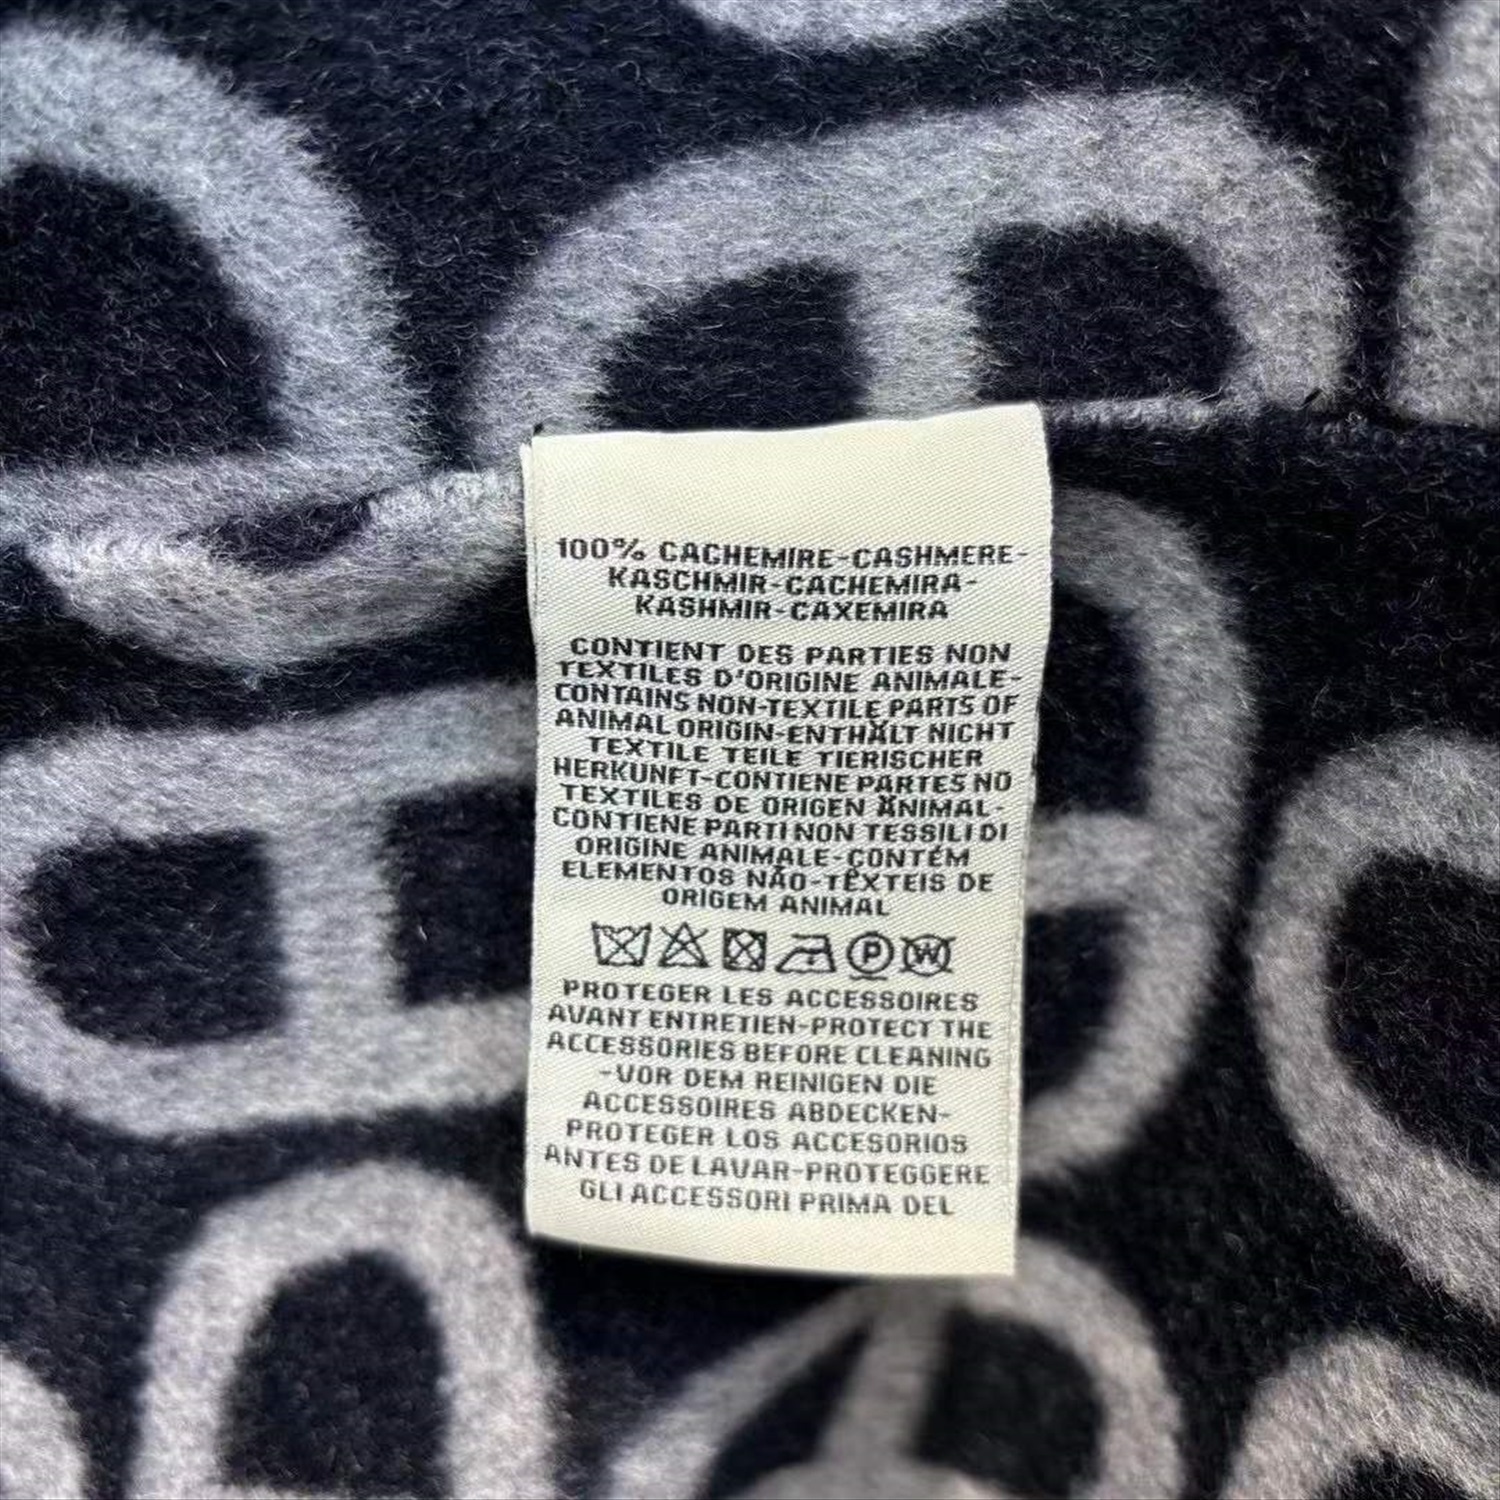 100% CACHEMIRE-CASHMERE-
KASCHMIR-CACHEMIRA-
KASHMIR-CAXEMIRA
CONTIENT DES PARTIES NON
TEXTILES D'ORIGINE ANIMALE-
CONTAINS NON-TEXTILE PARTS OF
ANIMAL ORIGIN-ENTHÄLT NICHT
TEXTILE TEILE TIERISCHER
HERKUNFT-CONTIENE PARTES NO
TEXTILES DE ORIGEN ANIMAL-
CONTIENE PARTI NON TESSILI DI
ORIGINE ANIMALE-CONTÉM
ELEMENTOS NÃO-TÊXTEIS DE
ORIGEM ANIMAL
P W
PROTEGER LES ACCESSOIRES
AVANT ENTRETIEN-PROTECT THE
ACCESSORIES BEFORE CLEANING
-VOR DEM REINIGEN DIE
ACCESSOIRES ABDECKEN-
PROTEGER LOS ACCESORIOS
ANTES DE LAVAR-PROTEGGERE
GLI ACCESSORI PRIMA DEL